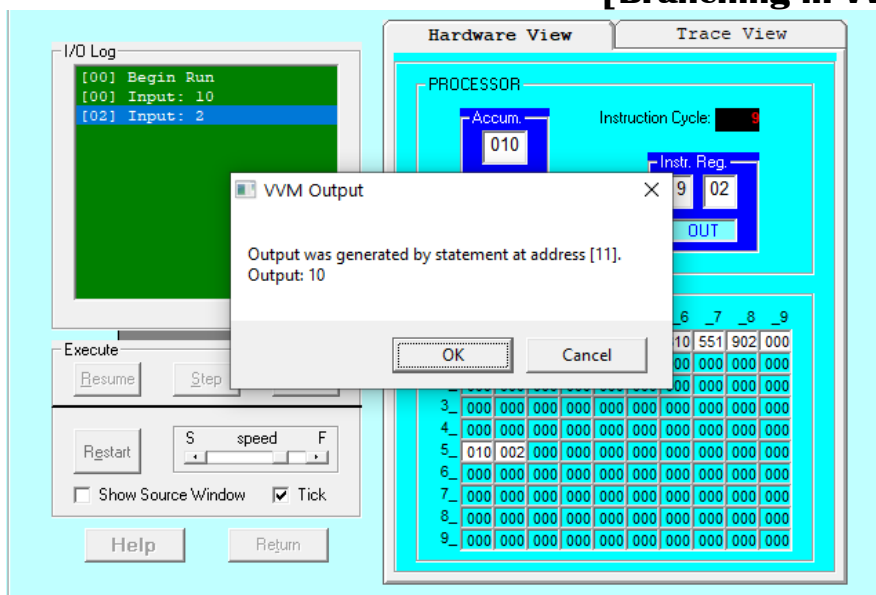 Hardware View
Trace View
I/O Log
[00] Begin Run
[00] Input: 10
[02] Input: 2
PROCESSOR
Accum.
010
Instruction Cycle: 9
Instr. Reg.
9 02
OUT
VVM Output
Output was generated by statement at address [11].
Output: 10
OK
Cancel
Execute
Resume
Step
Restart
S speed F
Show Source Window
Tick
Help
Return
_6 _7 _8 _9
10 551 902 000
00 000 000 000
00 000 000 000
3_ 000 000 000 000 000 000 000 000 000 000
4_ 000 000 000 000 000 000 000 000 000 000
5_ 010 002 000 000 000 000 000 000 000 000
6_ 000 000 000 000 000 000 000 000 000 000
7_ 000 000 000 000 000 000 000 000 000 000
8_ 000 000 000 000 000 000 000 000 000 000
9_ 000 000 000 000 000 000 000 000 000 000